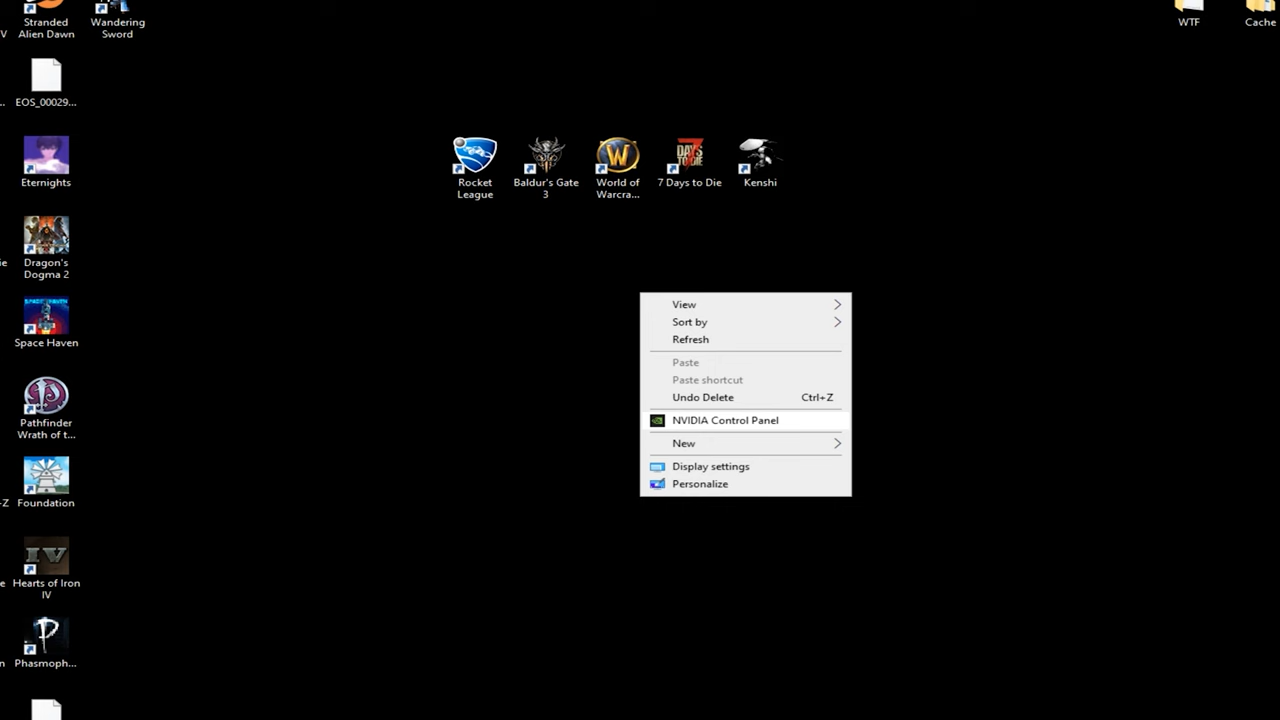 Stranded
Alien Dawn
Wandering
Sword
WTF
Cache
V
EOS_00029...
...
Eternights
Rocket
League
Baldur's Gate
3
World of
Warcra...
7 Days to Die
Kenshi
ie
Dragon's
Dogma 2
Space Haven
View
Sort by
Refresh
Paste
Paste shortcut
Undo Delete Ctrl+Z
NVIDIA Control Panel
New
Display settings
Personalize
Pathfinder
Wrath of t...
-Z
Foundation
e
Hearts of Iron
IV
n
Phasmoph...